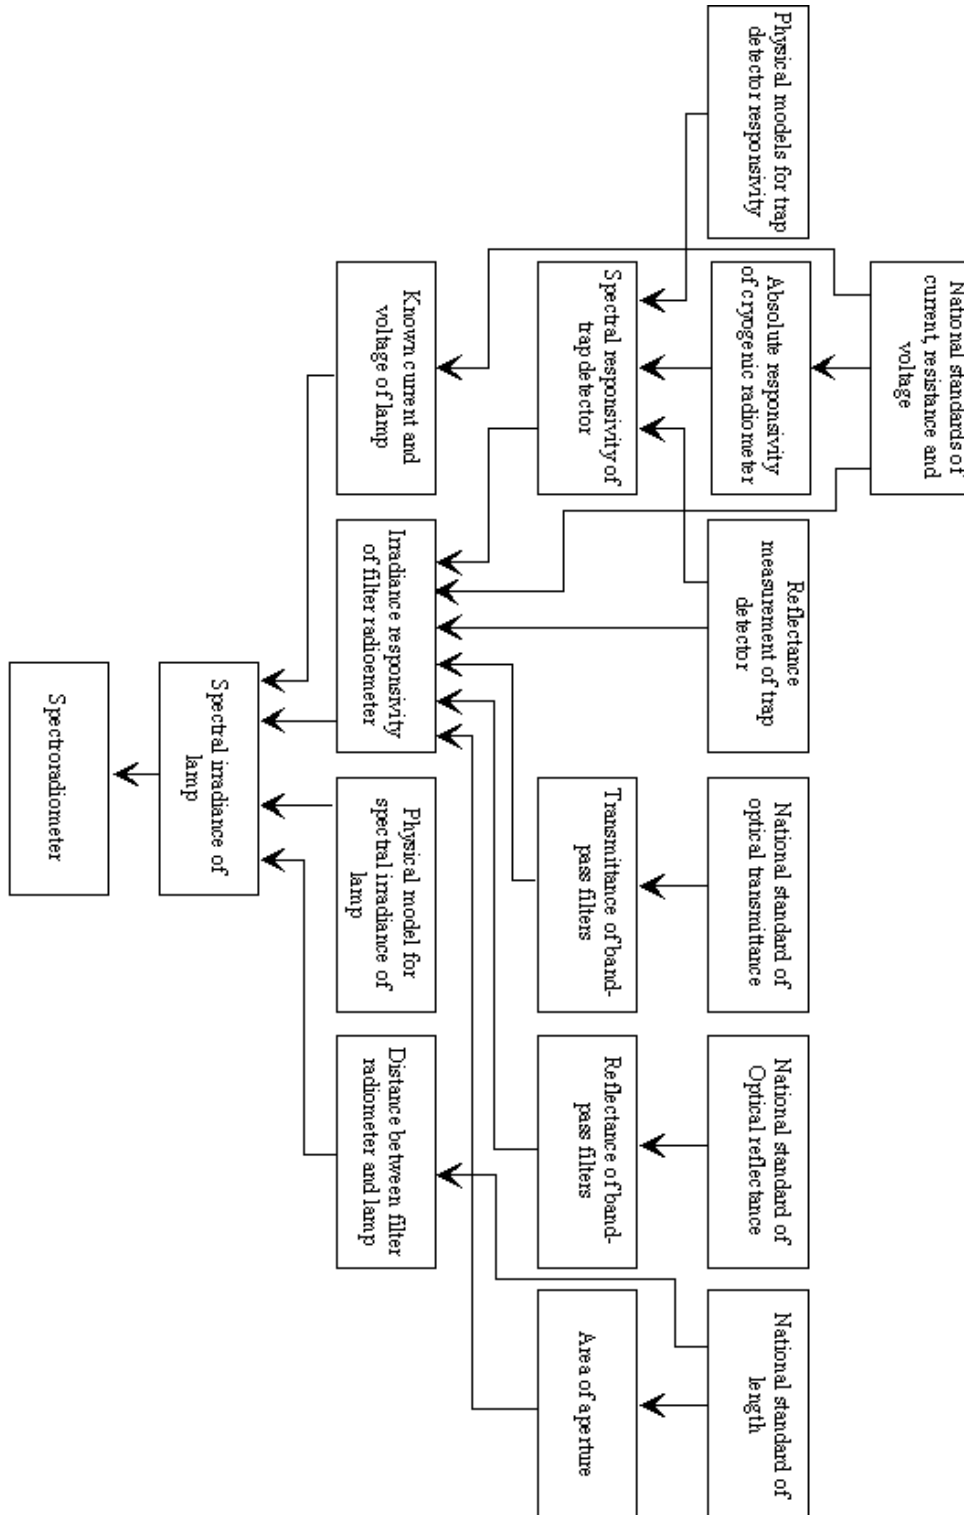 National standards of
current, resistance and
voltage
Physical models for trap
detector responsivity
Absolute responsivity
of cryogenic radiometer
Reflectance
measurement of trap
detector
National standard of
optical transmittance
National standard of
Optical reflectance
National standard of
length
Spectral responsivity of
trap detector
Transmittance of band-
pass filters
Reflectance of band-
pass filters
Area of aperture
Known current and
voltage of lamp
Irradiance responsivity
of filter radioemeter
Physical model for
spectral irradiance of
lamp
Distance between filter
radiometer and lamp
Spectral irradiance of
lamp
Spectroradiometer